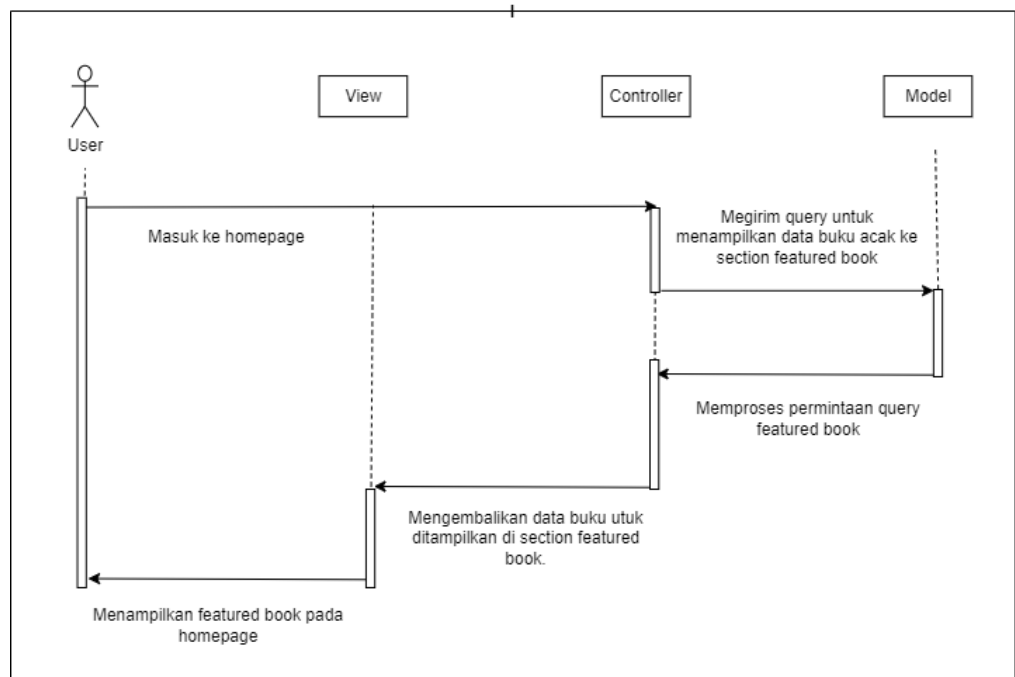 User
View
Controller
Model
Masuk ke homepage
Megirim query untuk
menampilkan data buku acak ke
section featured book
Memproses permintaan query
featured book
Mengembalikan data buku utuk
ditampilkan di section featured
book.
Menampilkan featured book pada
homepage